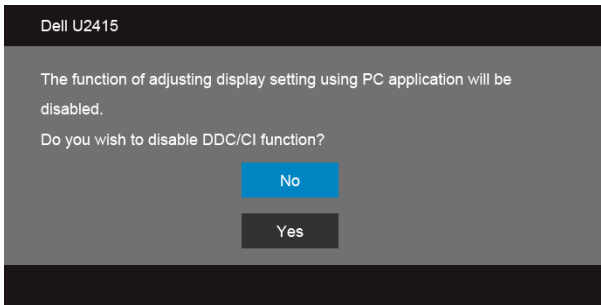 Dell U2415
The function of adjusting display setting using PC application will be
disabled.
Do you wish to disable DDC/CI function?
No
Yes